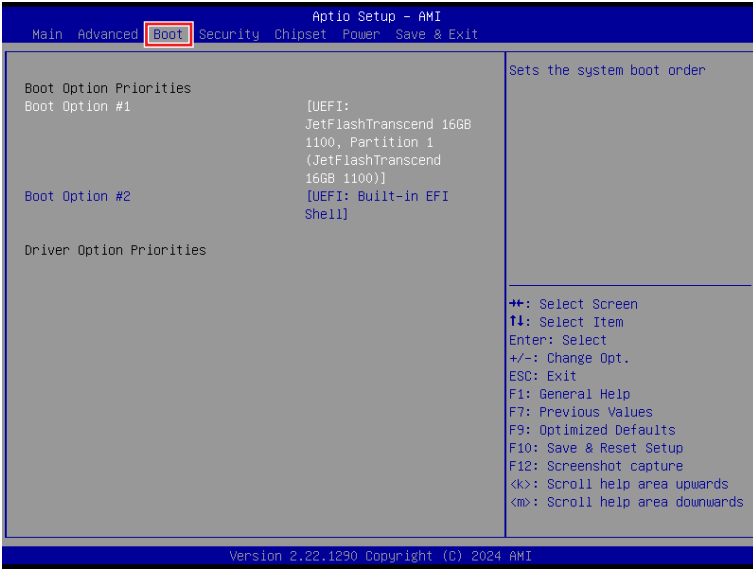 Aptio Setup – AMI
Main Advanced Boot Security Chipset Power Save & Exit
Sets the system boot order
Boot Option Priorities
Boot Option #1 [UEFI:
JetFlashTranscend 16GB
1100, Partition 1
(JetFlashTranscend
16GB 1100)]
Boot Option #2 [UEFI: Built-in EFI
Shell]
Driver Option Priorities
→←: Select Screen
↑↓: Select Item
Enter: Select
+/-: Change Opt.
ESC: Exit
F1: General Help
F7: Previous Values
F9: Optimized Defaults
F10: Save & Reset Setup
F12: Screenshot capture
<k>: Scroll help area upwards
<m>: Scroll help area downwards
Version 2.22.1290 Copyright (C) 2024 AMI